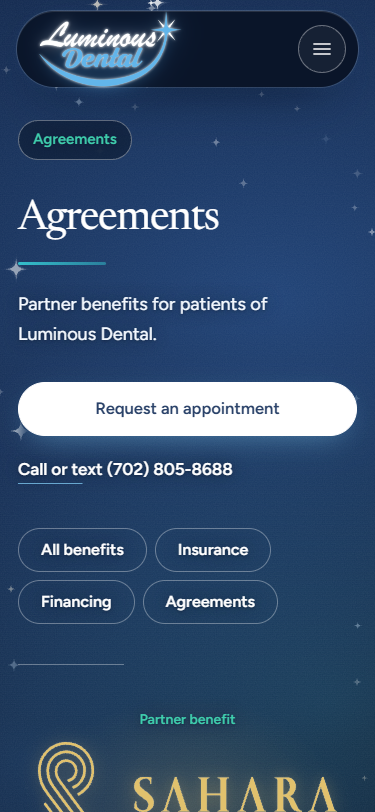 Luminous
Dental
Agreements
Agreements
Partner benefits for patients of
Luminous Dental.
Request an appointment
Call or text (702) 805-8688
All benefits
Insurance
Financing
Agreements
Partner benefit
SAHARA